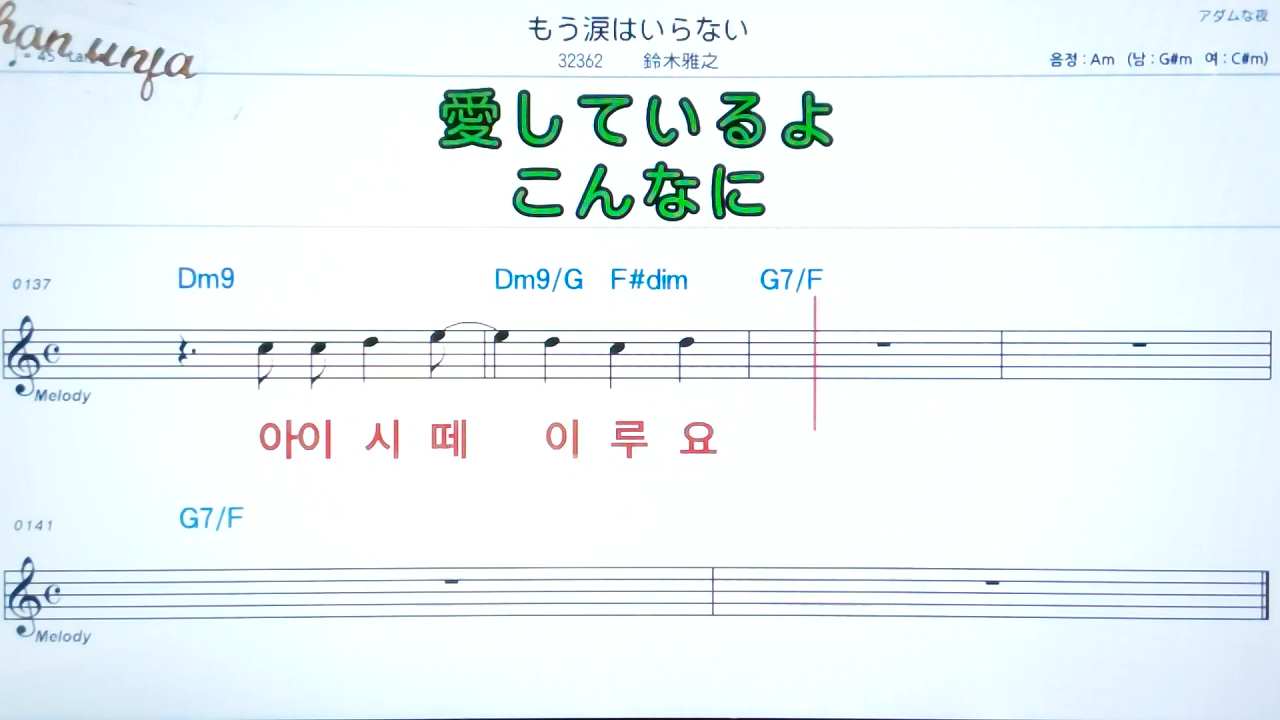 もう涙はいらない
アダムな夜
32362 鈴木雅之
음정 : Am (남 : G#m 여 : C#m)
愛しているよ
こんなに
0137 Dm9 Dm9/G F#dim G7/F
Melody
아이 시 떼 이 루 요
0141 G7/F
Melody